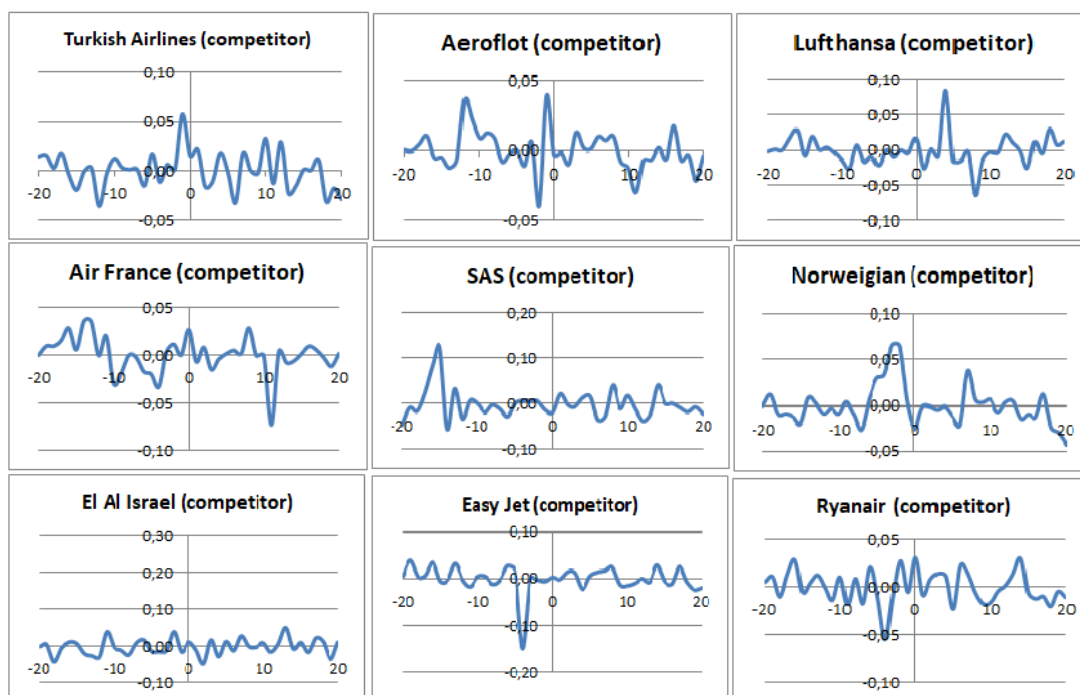 Turkish Airlines (competitor)
0,10
0,05
0,00
-20 -10 0 10 20
-0,05
Aeroflot (competitor)
0,05
0,00
-20 -10 0 10 20
-0,05
Lufthansa (competitor)
0,10
0,05
0,00
-20 -10 0 10 20
-0,05
-0,10
Air France (competitor)
0,05
0,00
-20 -10 0 10 20
-0,05
-0,10
SAS (competitor)
0,20
0,10
0,00
-20 -10 0 10 20
-0,10
Norweigian (competitor)
0,10
0,05
0,00
-20 -10 0 10 20
-0,05
El Al Israel (competitor)
0,30
0,20
0,10
0,00
-20 -10 0 10 20
-0,10
Easy Jet (competitor)
0,10
0,00
-20 -10 0 10 20
-0,10
-0,20
Ryanair (competitor)
0,05
0,00
-20 -10 0 10 20
-0,05
-0,10